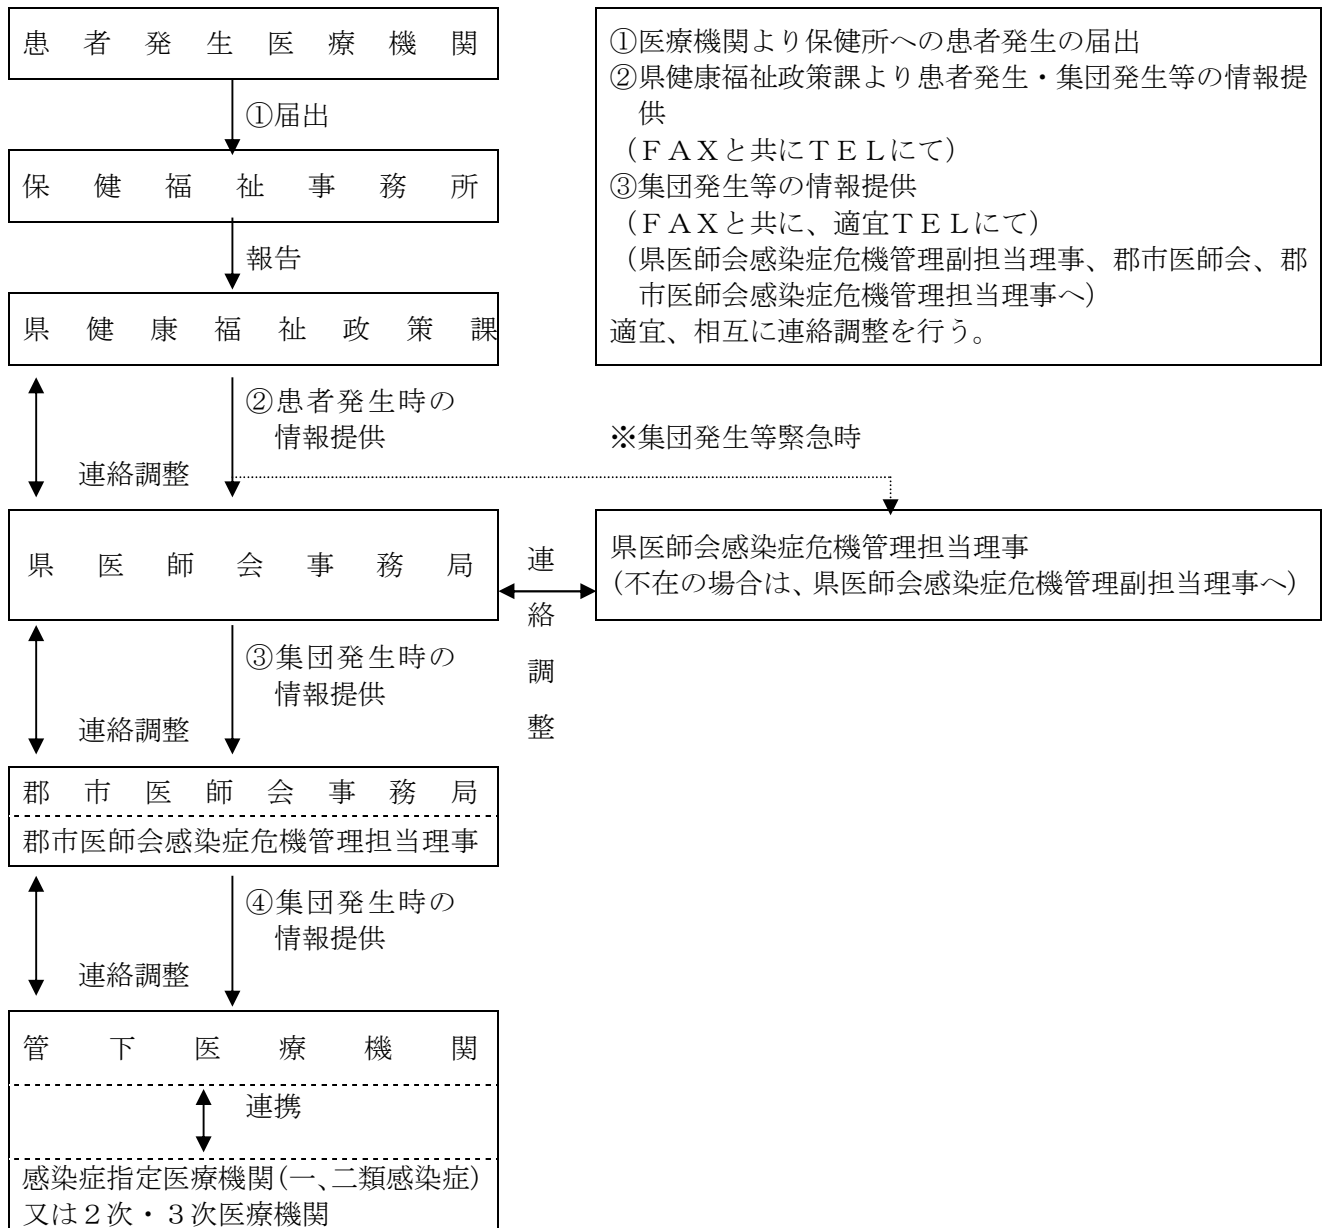 患者発生医療機関
①届出
保健福祉事務所
報告
県健康福祉政策課
①医療機関より保健所への患者発生の届出
②県健康福祉政策課より患者発生・集団発生等の情報提
供
（ＦＡＸと共にＴＥＬにて）
③集団発生等の情報提供
（ＦＡＸと共に、適宜ＴＥＬにて）
（県医師会感染症危機管理副担当理事、郡市医師会、郡
市医師会感染症危機管理担当理事へ）
適宜、相互に連絡調整を行う。
②患者発生時の
情報提供
連絡調整
※集団発生等緊急時
県医師会事務局
連絡調整
県医師会感染症危機管理担当理事
（不在の場合は、県医師会感染症危機管理副担当理事へ）
③集団発生時の
情報提供
連絡調整
郡市医師会事務局
郡市医師会感染症危機管理担当理事
④集団発生時の
情報提供
連絡調整
管下医療機関
連携
感染症指定医療機関（一、二類感染症）
又は２次・３次医療機関